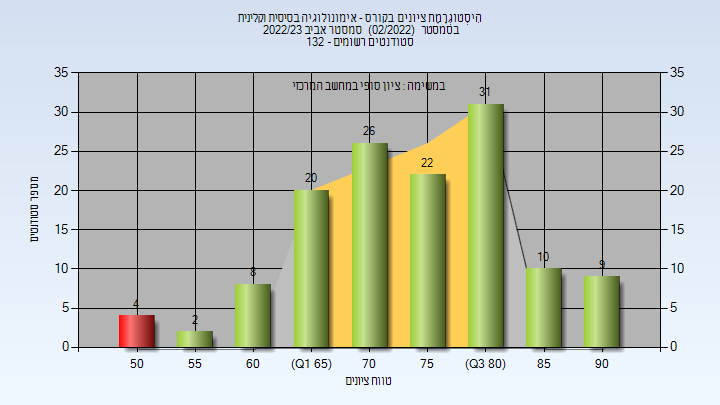 היסטוגרמת ציונים בקורס - אימונולוגיה בסיסית וקלינית
בסמסטר (02/2022) סמסטר אביב 2022/23
סטודנטים רשומים - 132
במשימה : ציון סופי במחשב המרכזי
מספר סטודנטים
35 35
30 30
25 25
20 20
15 15
10 10
5 5
0 0
4 2 8 20 26 22 31 10 9
50 55 60 (Q1 65) 70 75 (Q3 80) 85 90
טווח ציונים